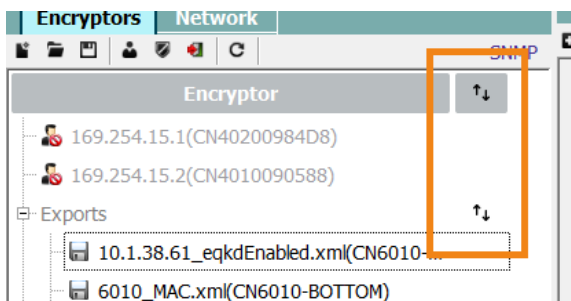 Encryptors Network
SNMP
Encryptor
169.254.15.1(CN40200984D8)
169.254.15.2(CN4010090588)
Exports
10.1.38.61_eqkdEnabled.xml(CN6010-...
6010_MAC.xml(CN6010-BOTTOM)